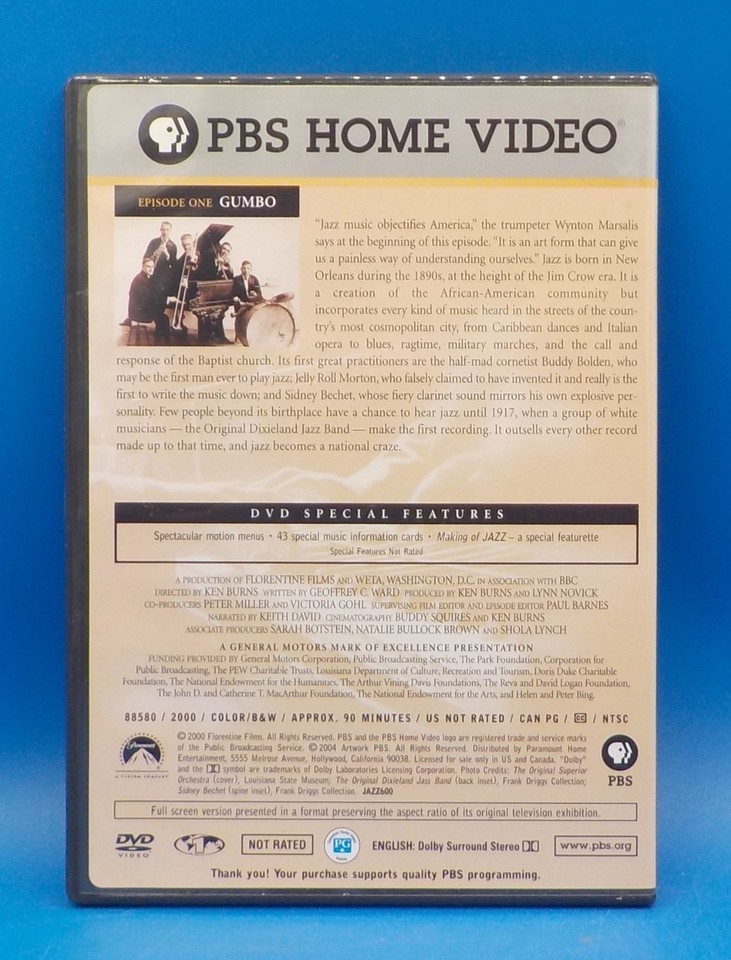 PBS HOME VIDEO®
EPISODE ONE GUMBO
“Jazz music objectifies America,” the trumpeter Wynton Marsalis
says at the beginning of this episode. “It is an art form that can give
us a painless way of understanding ourselves.” Jazz is born in New
Orleans during the 1890s, at the height of the Jim Crow era. It is
a creation of the African-American community but
incorporates every kind of music heard in the streets of the coun-
try’s most cosmopolitan city, from Caribbean dances and Italian
opera to blues, ragtime, military marches, and the call and
response of the Baptist church. Its first great practitioners are the half-mad cornetist Buddy Bolden, who
may be the first man ever to play jazz; Jelly Roll Morton, who falsely claimed to have invented it and really is the
first to write the music down; and Sidney Bechet, whose fiery clarinet sound mirrors his own explosive per-
sonality. Few people beyond its birthplace have a chance to hear jazz until 1917, when a group of white
musicians — the Original Dixieland Jazz Band — make the first recording. It outsells every other record
made up to that time, and jazz becomes a national craze.
DVD SPECIAL FEATURES
Spectacular motion menus • 43 special music information cards • Making of JAZZ – a special featurette
Special Features Not Rated
A PRODUCTION OF FLORENTINE FILMS AND WETA, WASHINGTON, D.C. IN ASSOCIATION WITH BBC
DIRECTED BY KEN BURNS WRITTEN BY GEOFFREY C. WARD PRODUCED BY KEN BURNS AND LYNN NOVICK
CO-PRODUCERS PETER MILLER AND VICTORIA GOHL SUPERVISING FILM EDITOR AND EPISODE EDITOR PAUL BARNES
NARRATED BY KEITH DAVID CINEMATOGRAPHY BUDDY SQUIRES AND KEN BURNS
ASSOCIATE PRODUCERS SARAH BOTSTEIN, NATALIE BULLOCK BROWN AND SHOLA LYNCH
A GENERAL MOTORS MARK OF EXCELLENCE PRESENTATION
FUNDING PROVIDED BY General Motors Corporation, Public Broadcasting Service, The Park Foundation, Corporation for
Public Broadcasting, The PEW Charitable Trusts, Louisiana Department of Culture, Recreation and Tourism, Doris Duke Charitable
Foundation, The National Endowment for the Humanities, The Arthur Vining Davis Foundations, The Reva and David Logan Foundation,
The John D. and Catherine T. MacArthur Foundation, The National Endowment for the Arts, and Helen and Peter Bing.
88580 / 2000 / COLOR/B&W / APPROX. 90 MINUTES / US NOT RATED / CAN PG / CC / NTSC
Paramount
© 2000 Florentine Films. All Rights Reserved. PBS and the PBS Home Video logo are registered trade and service marks
of the Public Broadcasting Service. © 2004 Artwork PBS. All Rights Reserved. Distributed by Paramount Home
Entertainment, 5555 Melrose Avenue, Hollywood, California 90038. Licensed for sale only in US and Canada. "Dolby"
and the symbol are trademarks of Dolby Laboratories Licensing Corporation. Photo Credits: The Original Superior
Orchestra (cover), Louisiana State Museum; The Original Dixieland Jass Band (back inset), Frank Driggs Collection;
Sidney Bechet (spine inset), Frank Driggs Collection. JAZZ600
PBS
Full screen version presented in a format preserving the aspect ratio of its original television exhibition.
DVD VIDEO
1
NOT RATED
PG
ENGLISH: Dolby Surround Stereo
www.pbs.org
Thank you! Your purchase supports quality PBS programming.